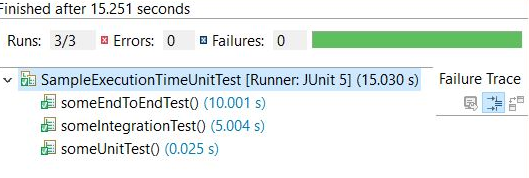 Finished after 15.251 seconds
Runs: 3/3 Errors: 0 Failures: 0
SampleExecutionTimeUnitTest [Runner: JUnit 5] (15.030 s)
Failure Trace
someEndToEndTest() (10.001 s)
someIntegrationTest() (5.004 s)
someUnitTest() (0.025 s)